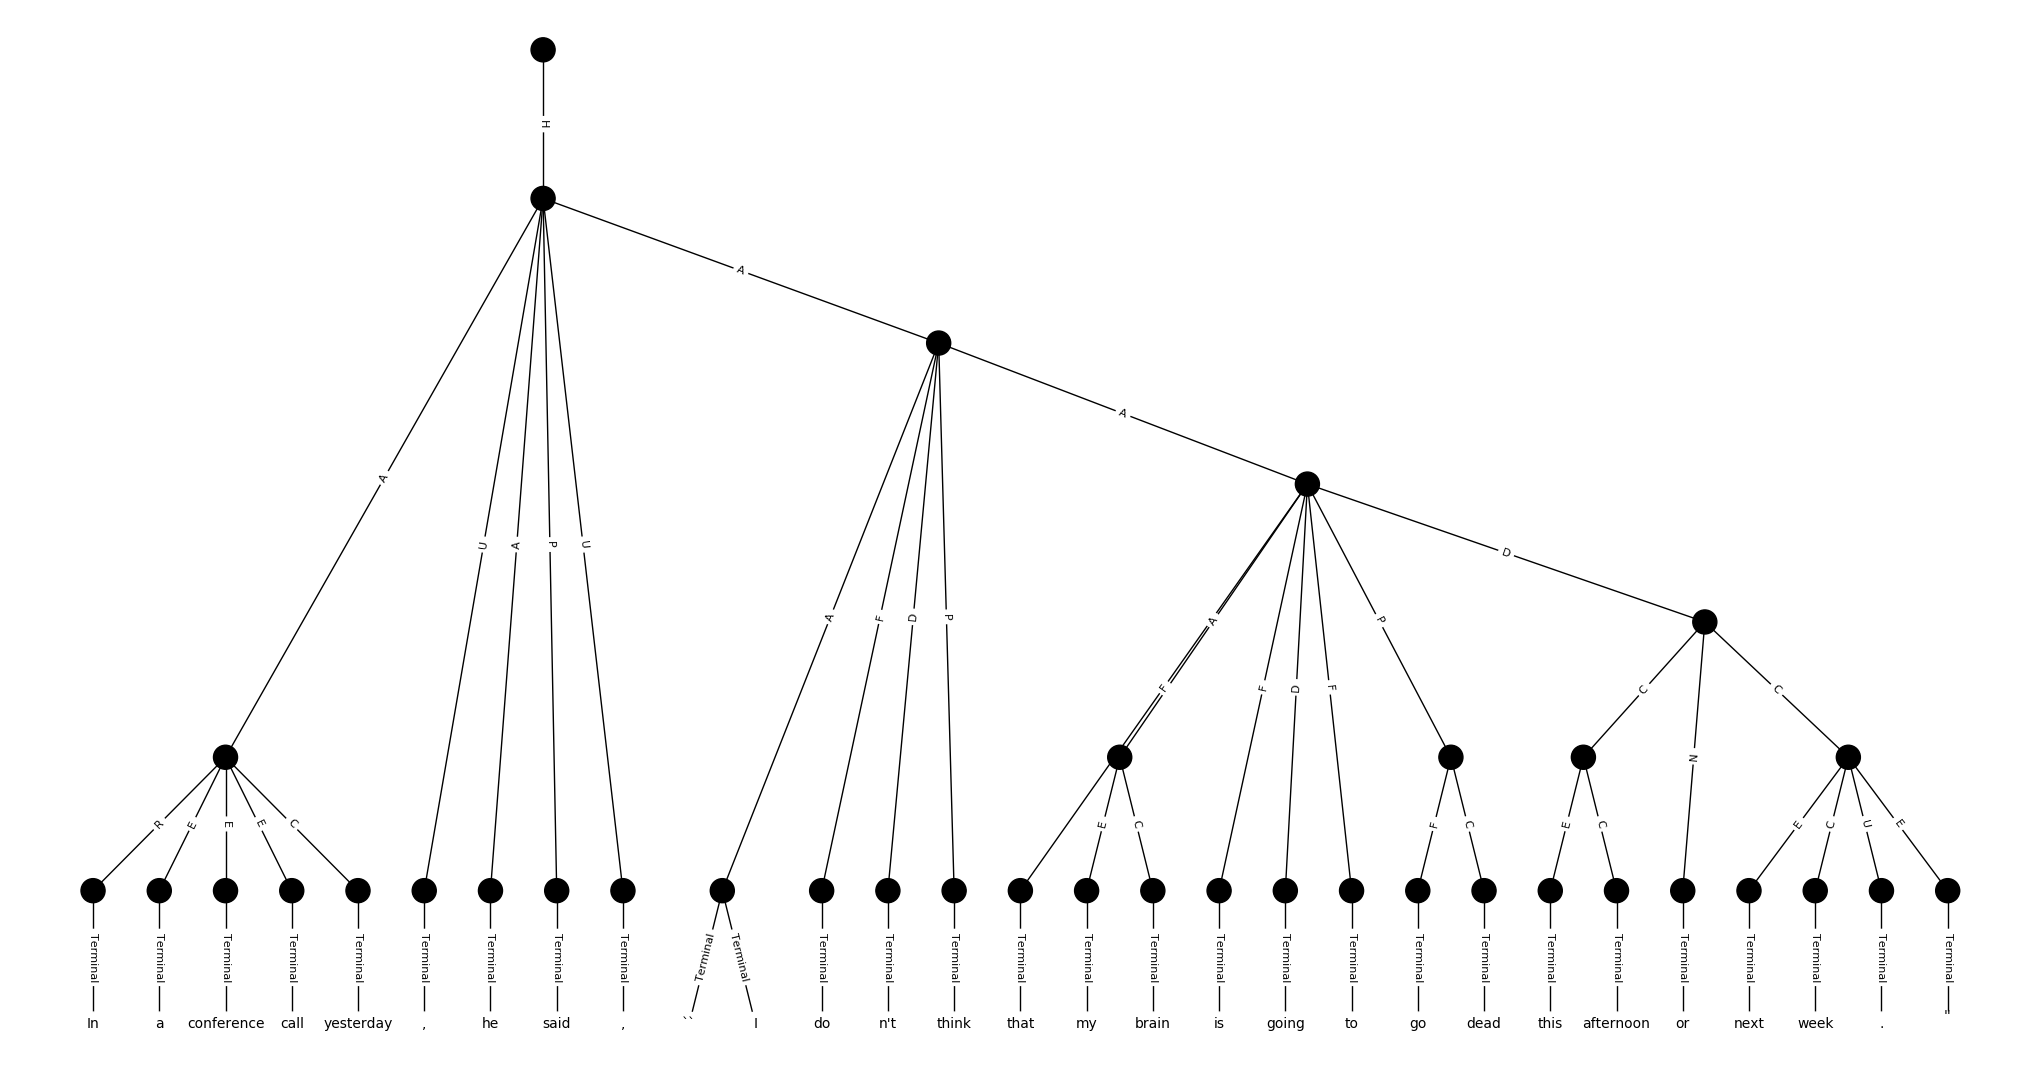 H
A
A
A
U
A
P
U
D
A
F
D
P
A
P
F
F
D
F
C
N
C
R
E
E
E
C
E
C
F
C
E
C
E
C
U
E
Terminal Terminal Terminal Terminal Terminal Terminal Terminal Terminal Terminal Terminal Terminal Terminal Terminal Terminal Terminal Terminal Terminal Terminal Terminal Terminal Terminal Terminal Terminal Terminal Terminal Terminal Terminal Terminal Terminal
In a conference call yesterday , he said , `` I do n't think that my brain is going to go dead this afternoon or next week . "